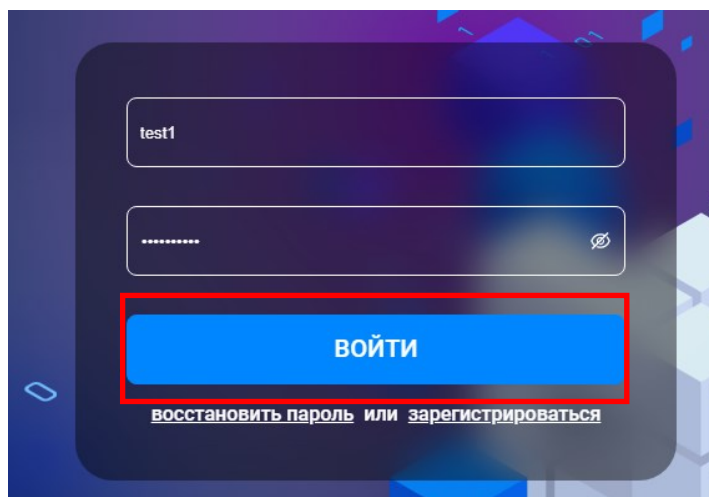 test1
••••••••••
ВОЙТИ
восстановить пароль или зарегистрироваться